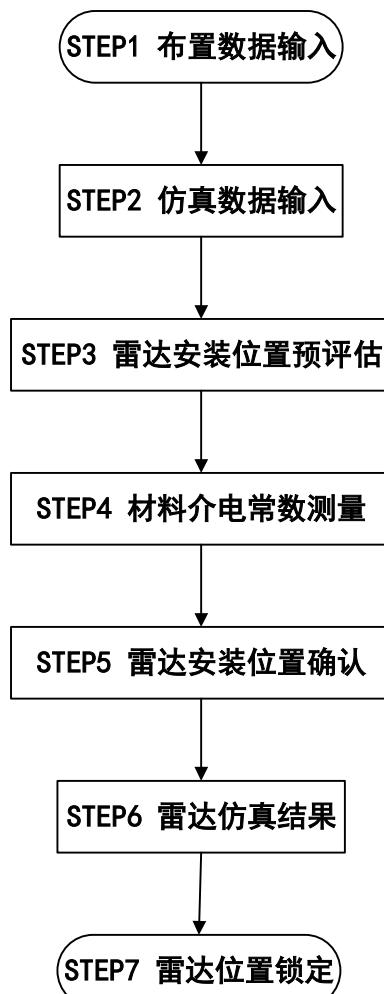 STEP1 布置数据输入
STEP2 仿真数据输入
STEP3 雷达安装位置预评估
STEP4 材料介电常数测量
STEP5 雷达安装位置确认
STEP6 雷达仿真结果
STEP7 雷达位置锁定